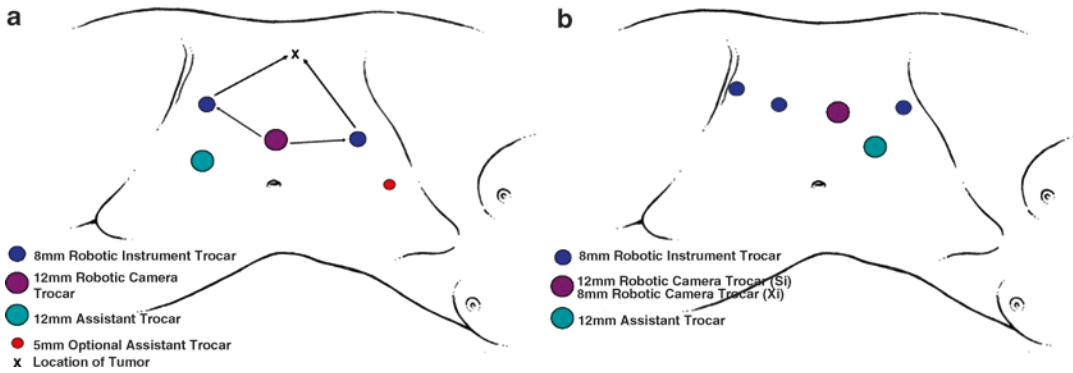 a
X
8mm Robotic Instrument Trocar
12mm Robotic Camera
Trocar
12mm Assistant Trocar
5mm Optional Assistant Trocar
x Location of Tumor
b
8mm Robotic Instrument Trocar
12mm Robotic Camera Trocar (Si)
8mm Robotic Camera Trocar (Xi)
12mm Assistant Trocar